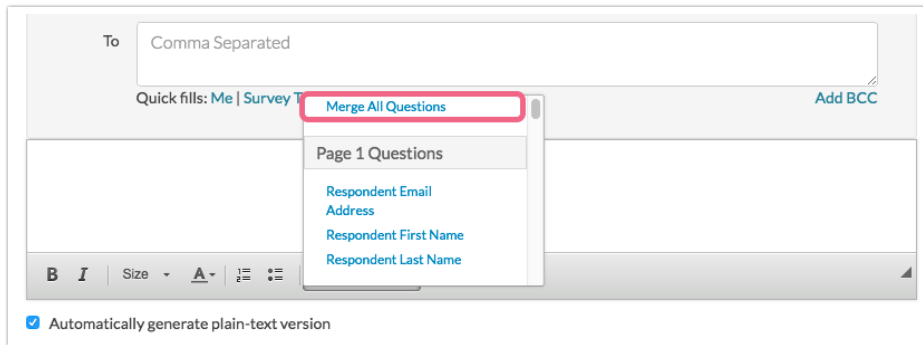 To
Comma Separated
Quick fills: Me | Survey T
Add BCC
Merge All Questions
Page 1 Questions
Respondent Email
Address
Respondent First Name
Respondent Last Name
B I Size A
Automatically generate plain-text version